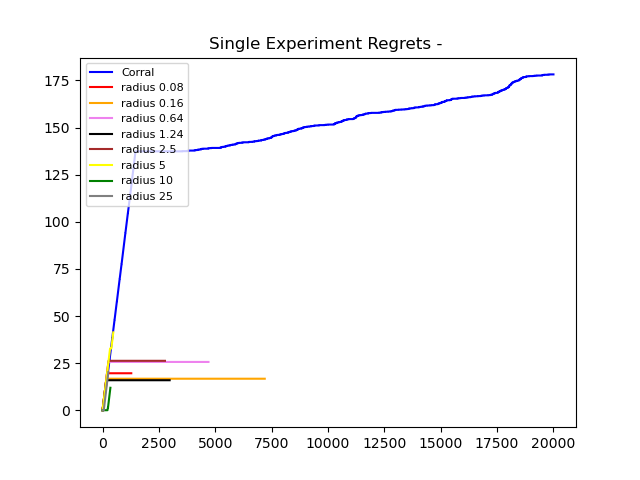 Single Experiment Regrets -
175
150
125
100
75
50
25
0
Corral
radius 0.08
radius 0.16
radius 0.64
radius 1.24
radius 2.5
radius 5
radius 10
radius 25
0 2500 5000 7500 10000 12500 15000 17500 20000